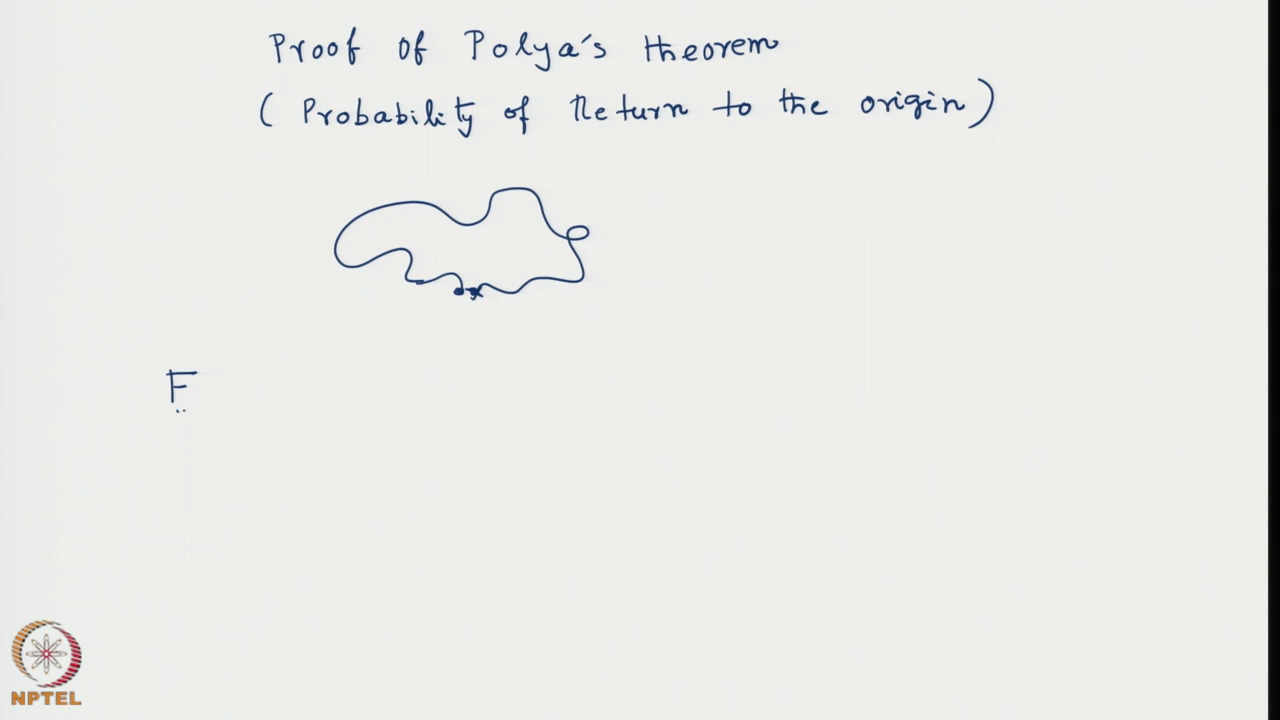 Proof of Polya's theorem
( Probability of Return to the origin )
F
NPTEL